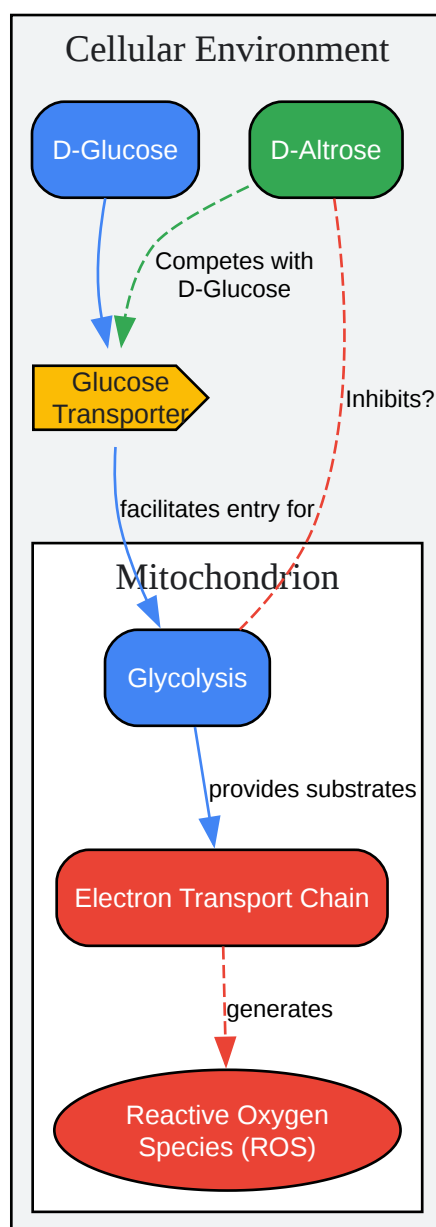 Cellular Environment
D-Glucose
D-Altrose
Competes with
D-Glucose
Glucose
Transporter
Inhibits?
facilitates entry for
Mitochondrion
Glycolysis
provides substrates
Electron Transport Chain
generates
Reactive Oxygen
Species (ROS)